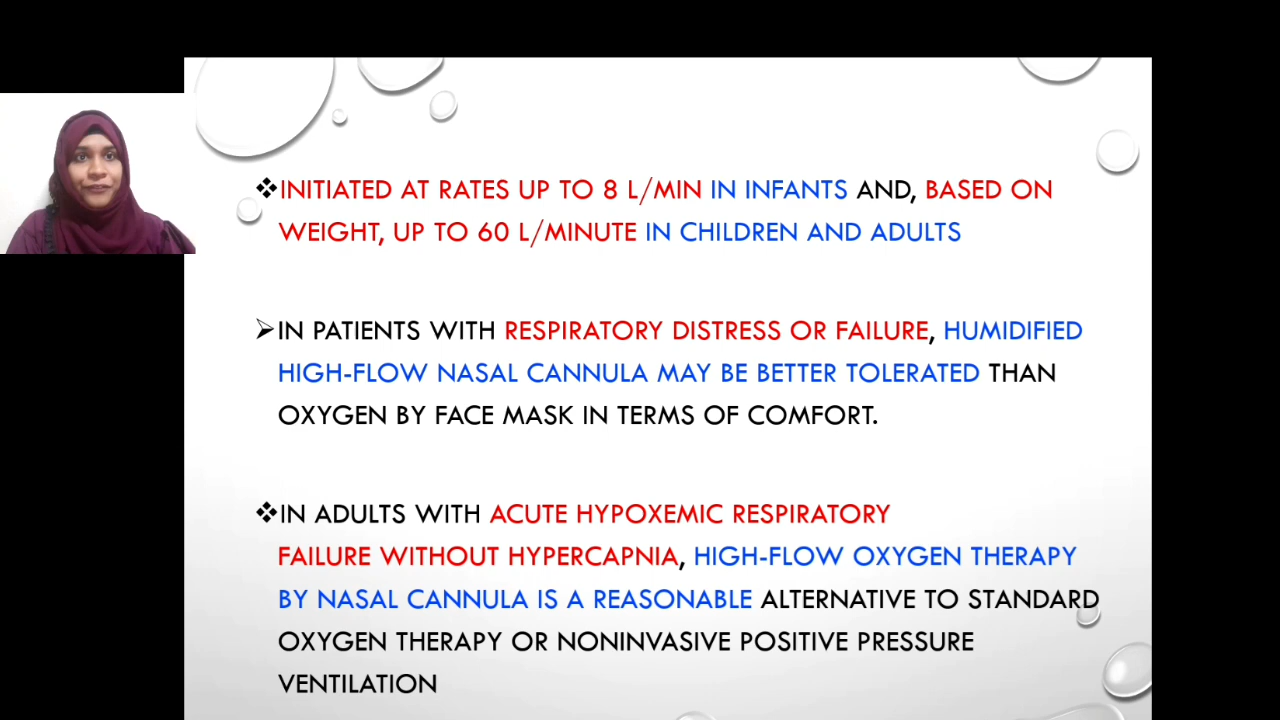 ❖INITIATED AT RATES UP TO 8 L/MIN IN INFANTS AND, BASED ON
WEIGHT, UP TO 60 L/MINUTE IN CHILDREN AND ADULTS
➢IN PATIENTS WITH RESPIRATORY DISTRESS OR FAILURE, HUMIDIFIED
HIGH-FLOW NASAL CANNULA MAY BE BETTER TOLERATED THAN
OXYGEN BY FACE MASK IN TERMS OF COMFORT.
❖IN ADULTS WITH ACUTE HYPOXEMIC RESPIRATORY
FAILURE WITHOUT HYPERCAPNIA, HIGH-FLOW OXYGEN THERAPY
BY NASAL CANNULA IS A REASONABLE ALTERNATIVE TO STANDARD
OXYGEN THERAPY OR NONINVASIVE POSITIVE PRESSURE
VENTILATION